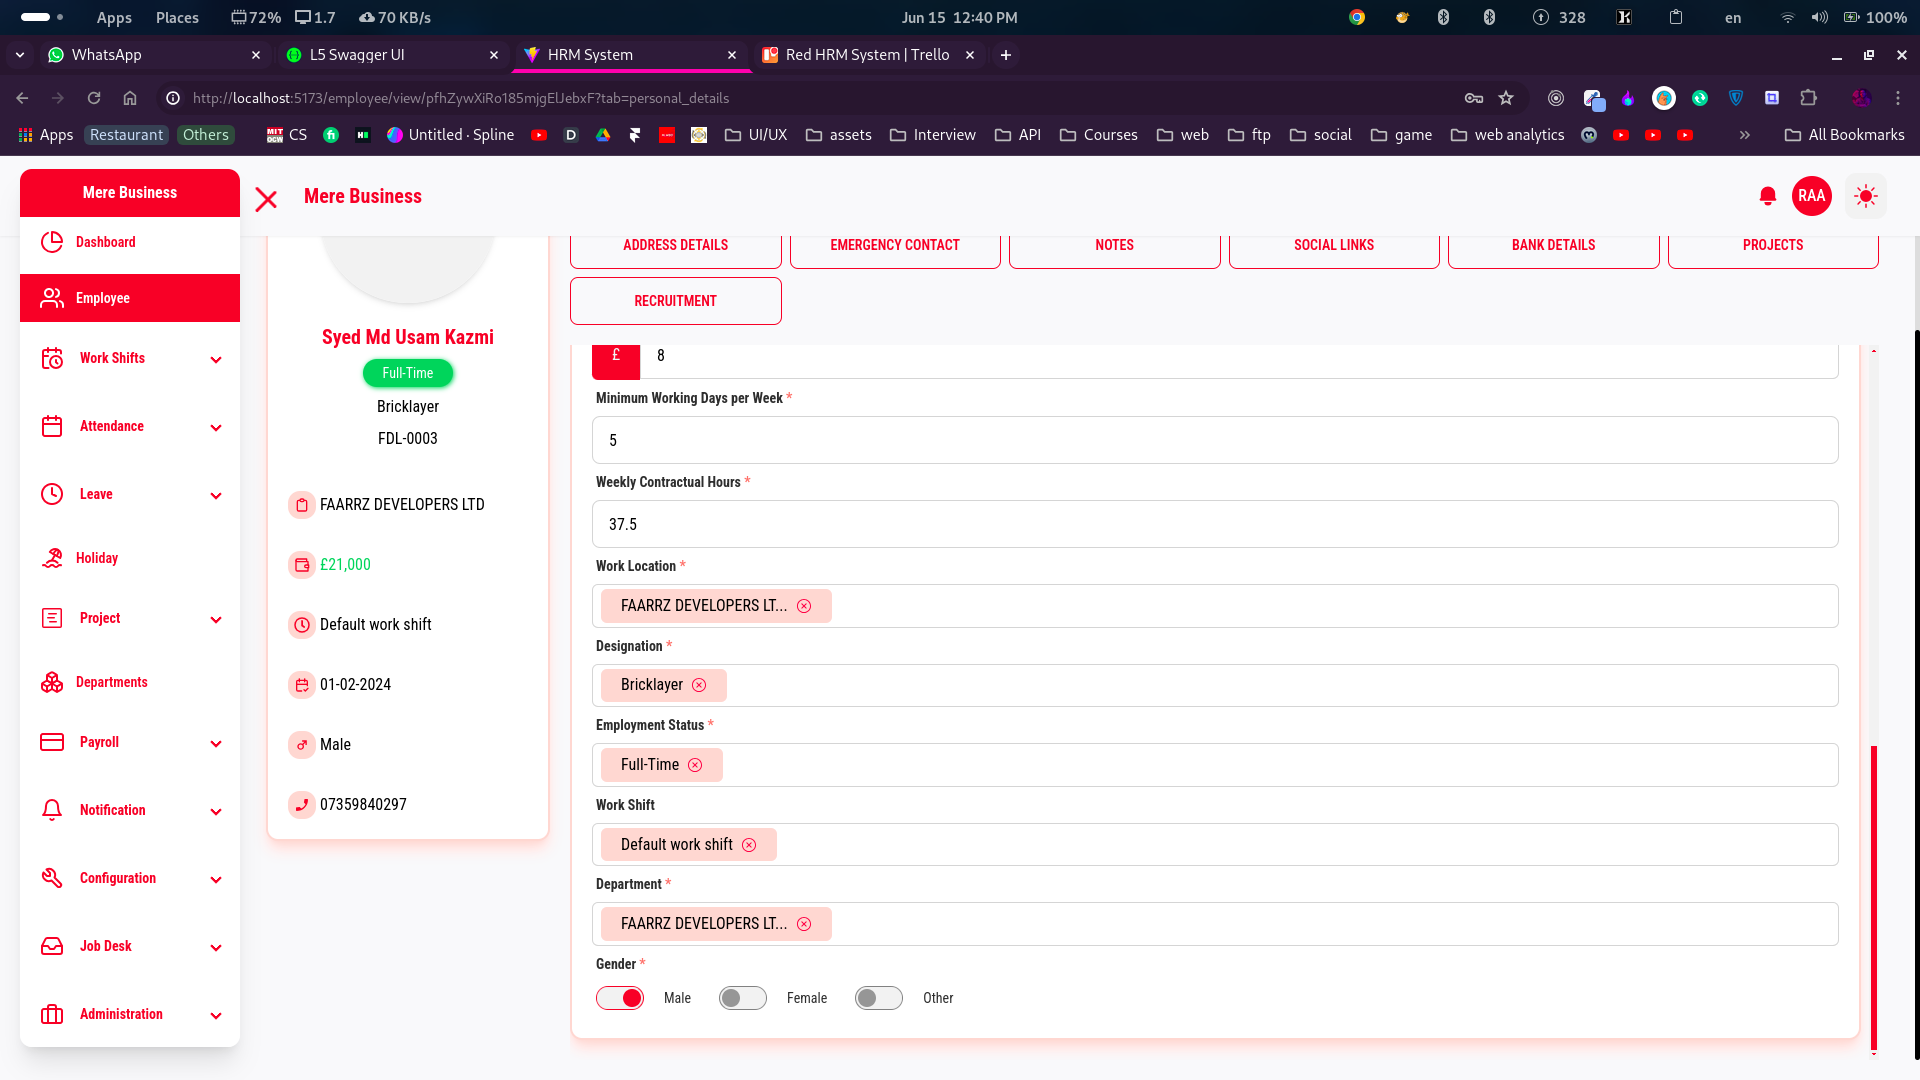 Apps Places 72% 1.7 70 KB/s Jun 15 12:40 PM 328 en 100%
WhatsApp L5 Swagger UI HRM System Red HRM System | Trello
http://localhost:5173/employee/view/pfhZywXiRo185mjgElJebxF?tab=personal_details
Apps Restaurant Others CS Untitled · Spline UI/UX assets Interview API Courses web ftp social game web analytics All Bookmarks
Mere Business
Dashboard
Employee
Work Shifts
Attendance
Leave
Holiday
Project
Departments
Payroll
Notification
Configuration
Job Desk
Administration
Mere Business
RAA
Syed Md Usam Kazmi
Full-Time
Bricklayer
FDL-0003
FAARRZ DEVELOPERS LTD
£21,000
Default work shift
01-02-2024
Male
07359840297
ADDRESS DETAILS EMERGENCY CONTACT NOTES SOCIAL LINKS BANK DETAILS PROJECTS
RECRUITMENT
£ 8
Minimum Working Days per Week *
5
Weekly Contractual Hours *
37.5
Work Location *
FAARRZ DEVELOPERS LT...
Designation *
Bricklayer
Employment Status *
Full-Time
Work Shift
Default work shift
Department *
FAARRZ DEVELOPERS LT...
Gender *
Male Female Other